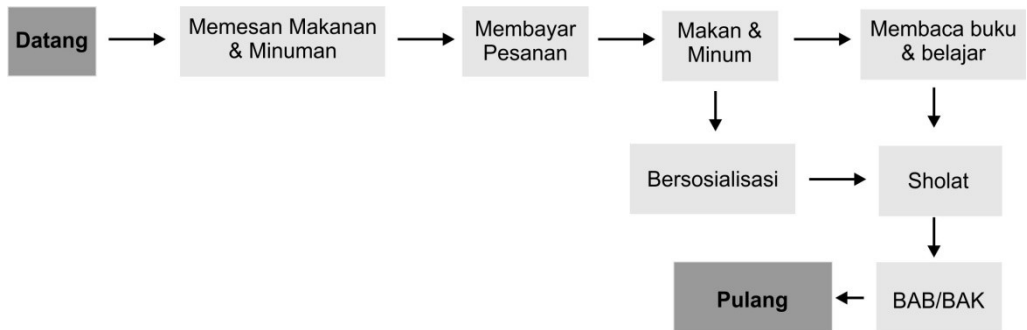 Datang
Memesan Makanan
& Minuman
Membayar
Pesanan
Makan &
Minum
Membaca buku
& belajar
Bersosialisasi
Sholat
Pulang
BAB/BAK